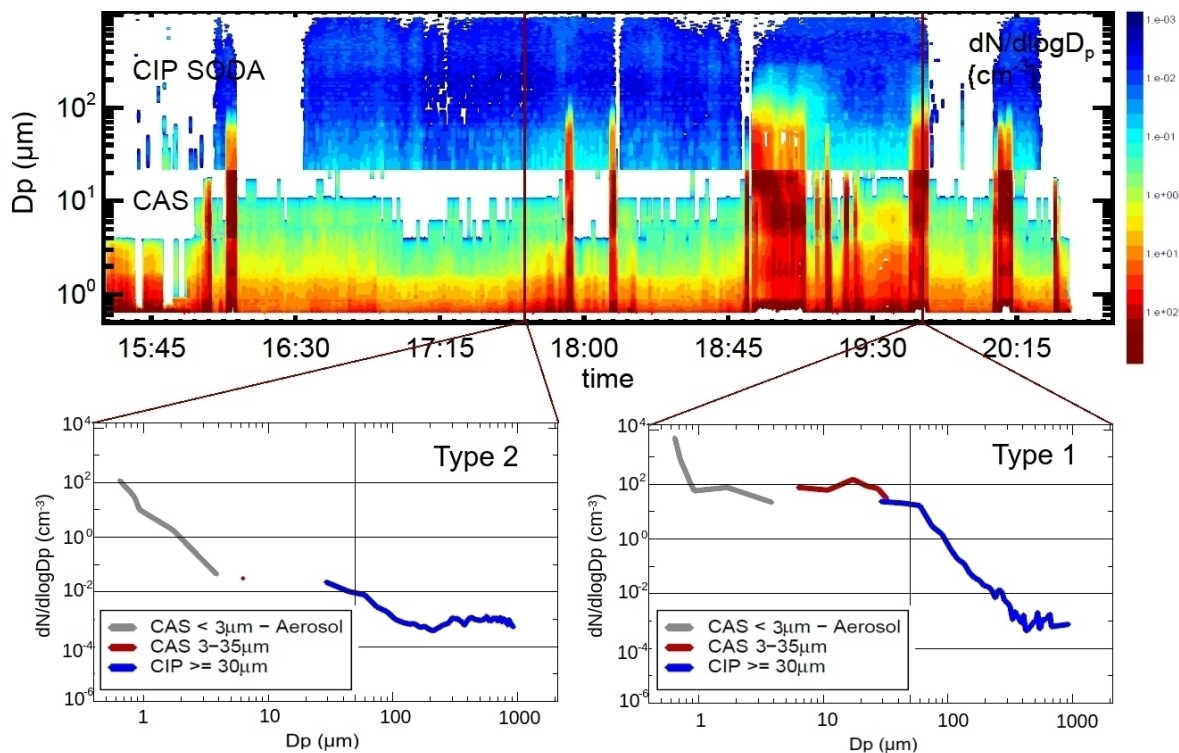 CIP SODA
dN/dlogDp
(cm⁻³)
10²
Dp (μm)
CAS
10¹
10⁰
1.e-03
1.e-02
1.e-01
1.e+00
1.e+01
1.e+02
15:45 16:30 17:15 18:00 18:45 19:30 20:15
time
Type 2
dN/dlogDp (cm⁻³)
10⁴
10²
10⁰
10⁻²
10⁻⁴
10⁻⁶
CAS < 3μm – Aerosol
CAS 3–35μm
CIP >= 30μm
1 10 100 1000
Dp (μm)
Type 1
dN/dlogDp (cm⁻³)
10⁴
10²
10⁰
10⁻²
10⁻⁴
10⁻⁶
CAS < 3μm – Aerosol
CAS 3–35μm
CIP >= 30μm
1 10 100 1000
Dp (μm)